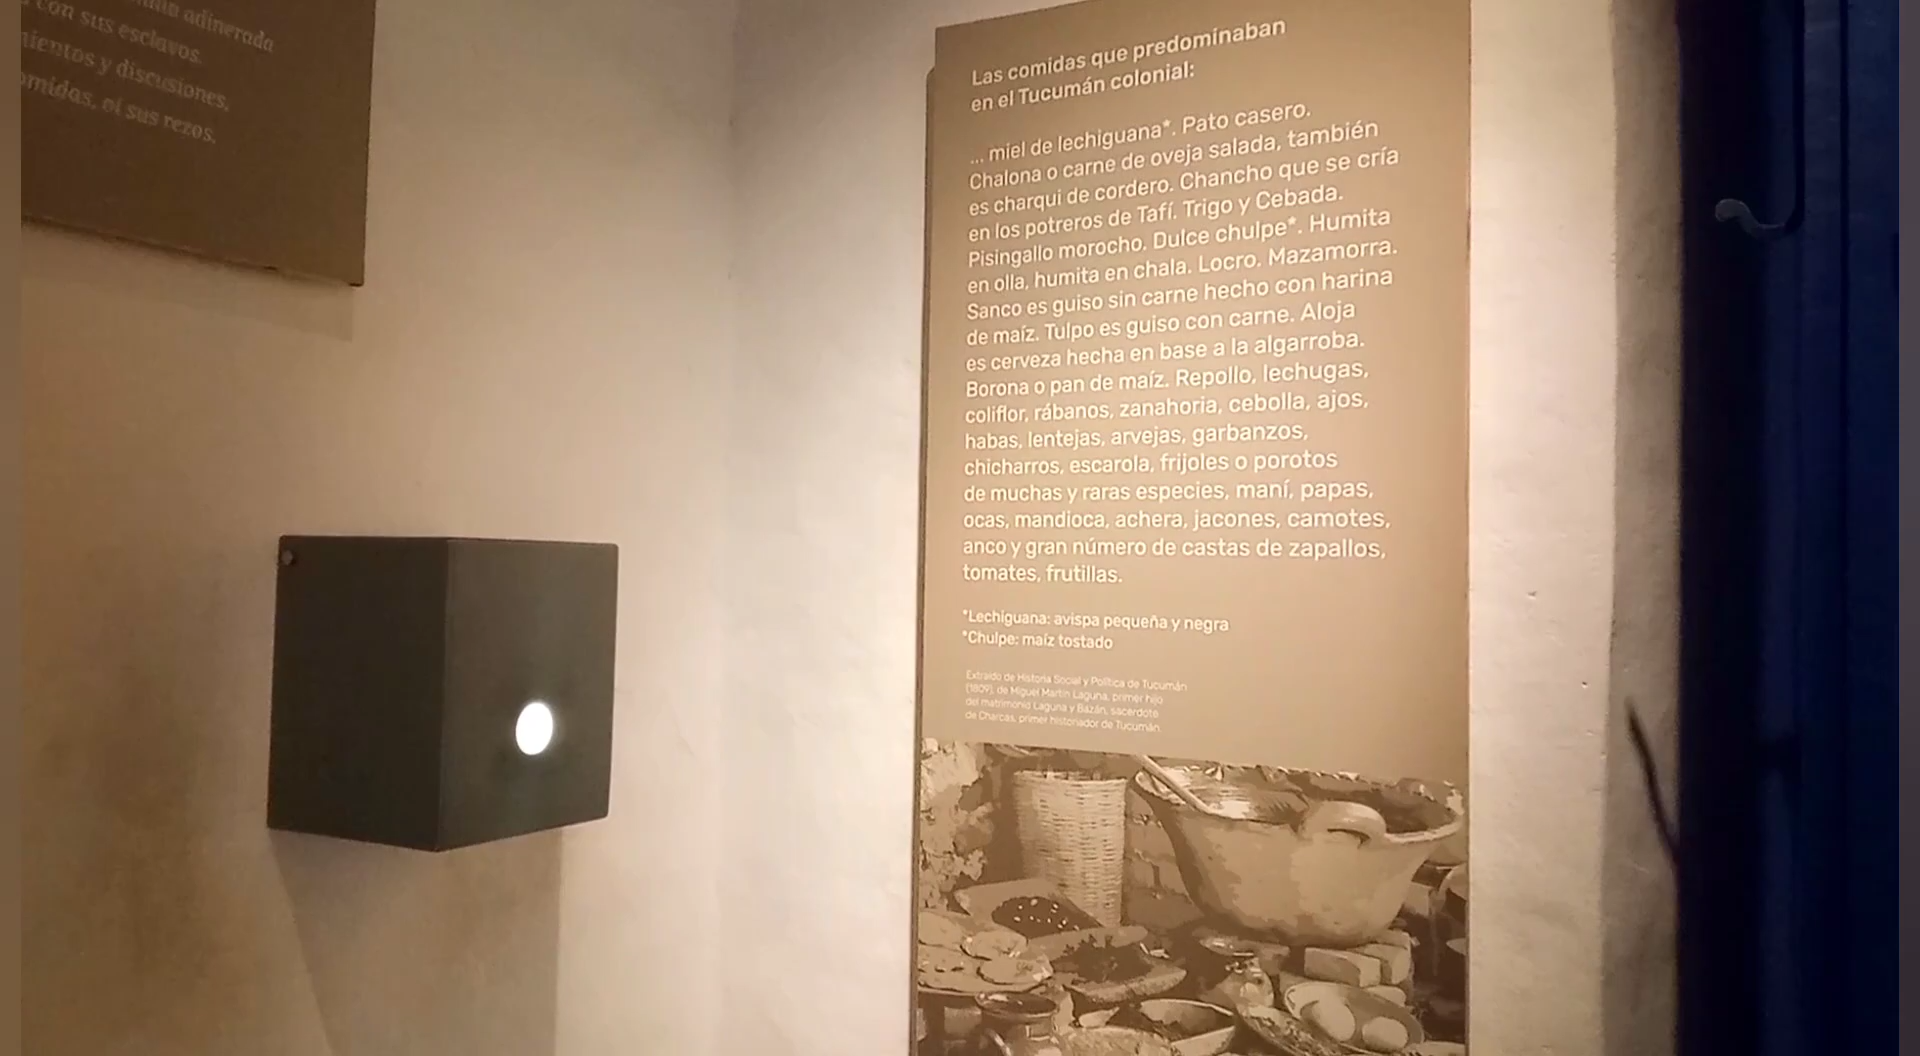 adinerada
con sus esclavos.
y discusiones,
ni sus rezos,
Las comidas que predominaban
en el Tucumán colonial:
... miel de lechiguana*. Pato casero.
Chalona o carne de oveja salada, también
es charqui de cordero. Chancho que se cría
en los potreros de Tafí. Trigo y Cebada.
Pisingallo morocho. Dulce chulpe*. Humita
en olla, humita en chala. Locro. Mazamorra.
Sanco es guiso sin carne hecho con harina
de maíz. Tulpo es guiso con carne. Aloja
es cerveza hecha en base a la algarroba.
Borona o pan de maíz. Repollo, lechugas,
coliflor, rábanos, zanahoria, cebolla, ajos,
habas, lentejas, arvejas, garbanzos,
chicharros, escarola, frijoles o porotos
de muchas y raras especies, maní, papas,
ocas, mandioca, achera, jacones, camotes,
anco y gran número de castas de zapallos,
tomates, frutillas.
*Lechiguana: avispa pequeña y negra
*Chulpe: maíz tostado
Extraído de Historia Social y Política de Tucumán
(1809), de Miguel Martín Laguna, primer hijo
del matrimonio Laguna y Bazán, sacerdote
de Charcas, primer historiador de Tucumán